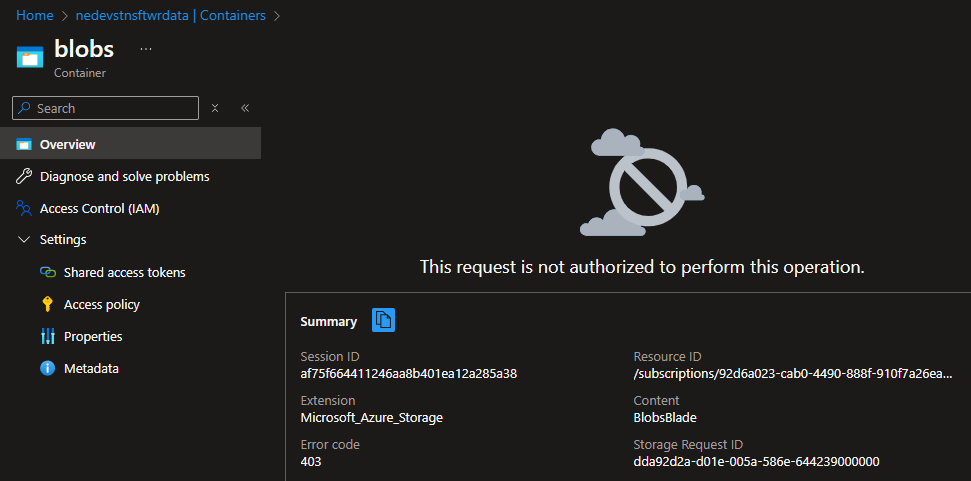 Home > nedevstnsftwrdata | Containers >
blobs ...
Container
Search
Overview
Diagnose and solve problems
Access Control (IAM)
Settings
Shared access tokens
Access policy
Properties
Metadata
This request is not authorized to perform this operation.
Summary
Session ID
af75f664411246aa8b401ea12a285a38
Resource ID
/subscriptions/92d6a023-cab0-4490-888f-910f7a26ea...
Extension
Microsoft_Azure_Storage
Content
BlobsBlade
Error code
403
Storage Request ID
dda92d2a-d01e-005a-586e-644239000000